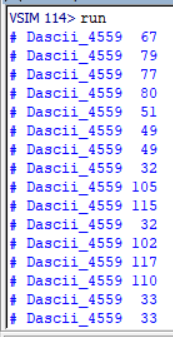 VSIM 114> run
# Dascii_4559  67
# Dascii_4559  79
# Dascii_4559  77
# Dascii_4559  80
# Dascii_4559  51
# Dascii_4559  49
# Dascii_4559  49
# Dascii_4559  32
# Dascii_4559 105
# Dascii_4559 115
# Dascii_4559  32
# Dascii_4559 102
# Dascii_4559 117
# Dascii_4559 110
# Dascii_4559  33
# Dascii_4559  33